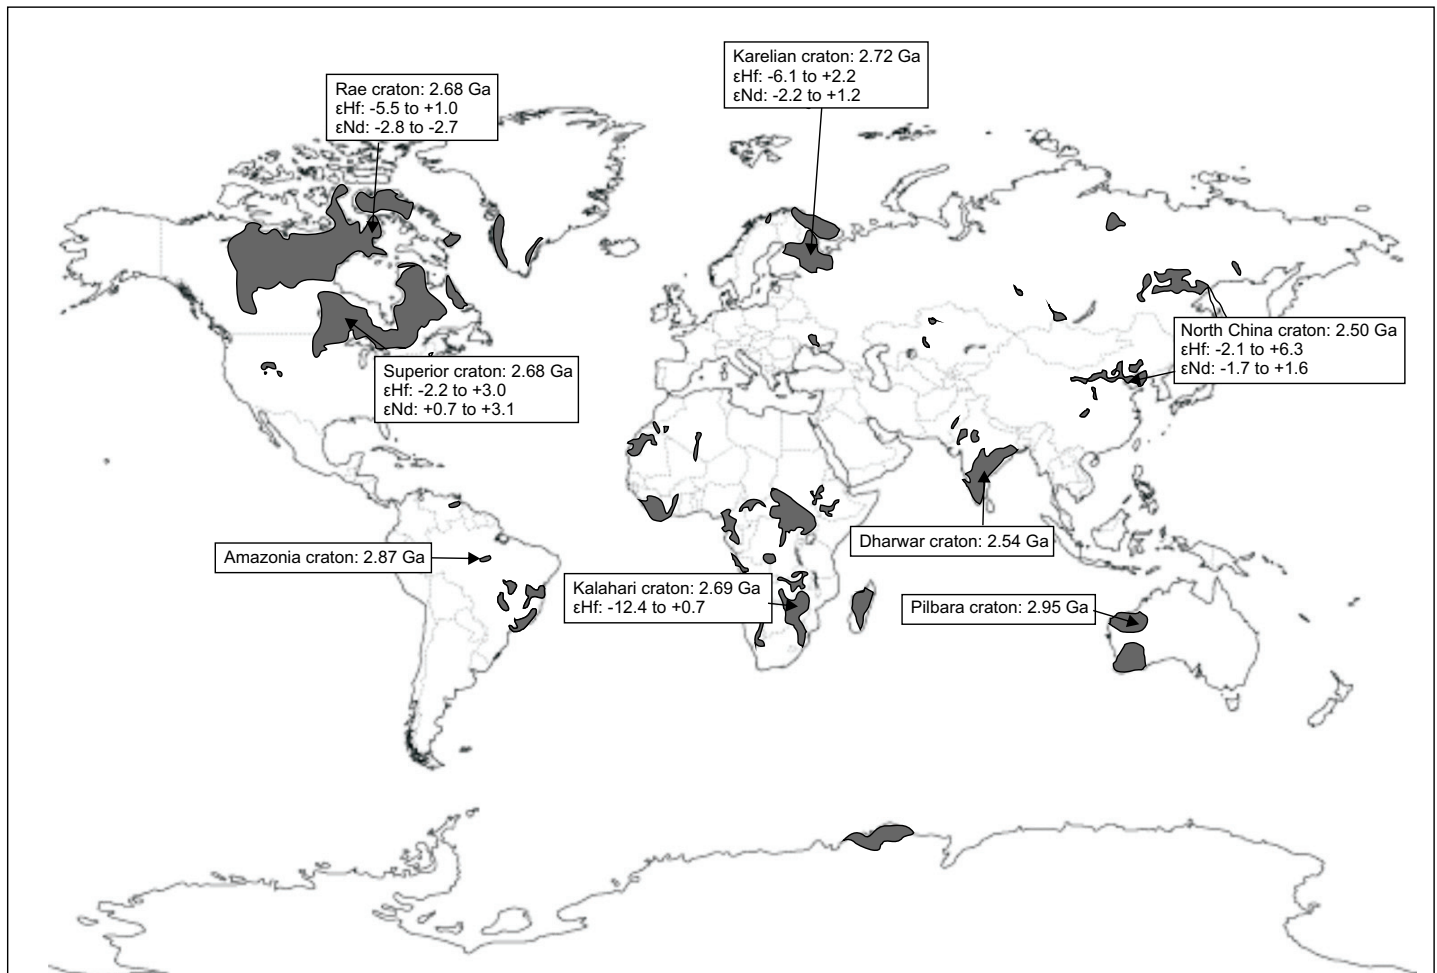 Karelian craton: 2.72 Ga
εHf: -6.1 to +2.2
εNd: -2.2 to +1.2
Rae craton: 2.68 Ga
εHf: -5.5 to +1.0
εNd: -2.8 to -2.7
North China craton: 2.50 Ga
εHf: -2.1 to +6.3
εNd: -1.7 to +1.6
Superior craton: 2.68 Ga
εHf: -2.2 to +3.0
εNd: +0.7 to +3.1
Dharwar craton: 2.54 Ga
Amazonia craton: 2.87 Ga
Kalahari craton: 2.69 Ga
εHf: -12.4 to +0.7
Pilbara craton: 2.95 Ga